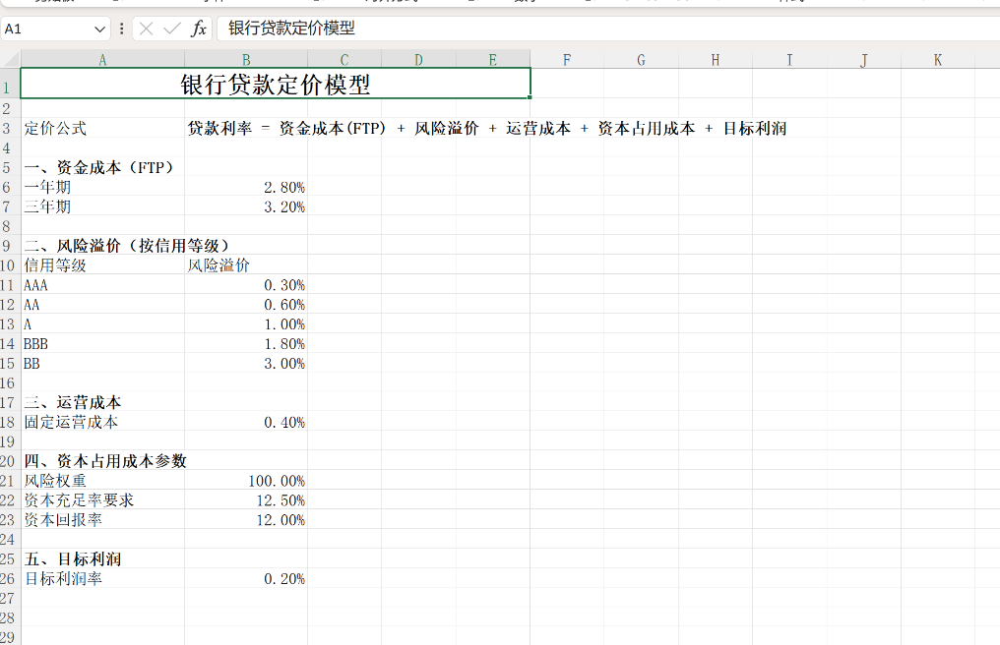 A1 fx 银行贷款定价模型
A B C D E F G H I J K
1 银行贷款定价模型
2
3 定价公式 贷款利率 = 资金成本(FTP) + 风险溢价 + 运营成本 + 资本占用成本 + 目标利润
4
5 一、资金成本（FTP）
6 一年期 2.80%
7 三年期 3.20%
8
9 二、风险溢价（按信用等级）
10 信用等级 风险溢价
11 AAA 0.30%
12 AA 0.60%
13 A 1.00%
14 BBB 1.80%
15 BB 3.00%
16
17 三、运营成本
18 固定运营成本 0.40%
19
20 四、资本占用成本参数
21 风险权重 100.00%
22 资本充足率要求 12.50%
23 资本回报率 12.00%
24
25 五、目标利润
26 目标利润率 0.20%
27
28
29